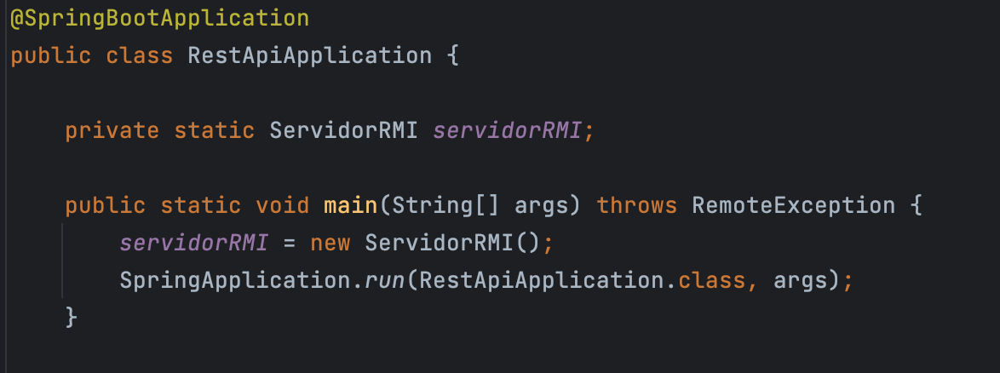 @SpringBootApplication
public class RestApiApplication {
private static ServidorRMI servidorRMI;
public static void main(String[] args) throws RemoteException {
servidorRMI = new ServidorRMI();
SpringApplication.run(RestApiApplication.class, args);
}